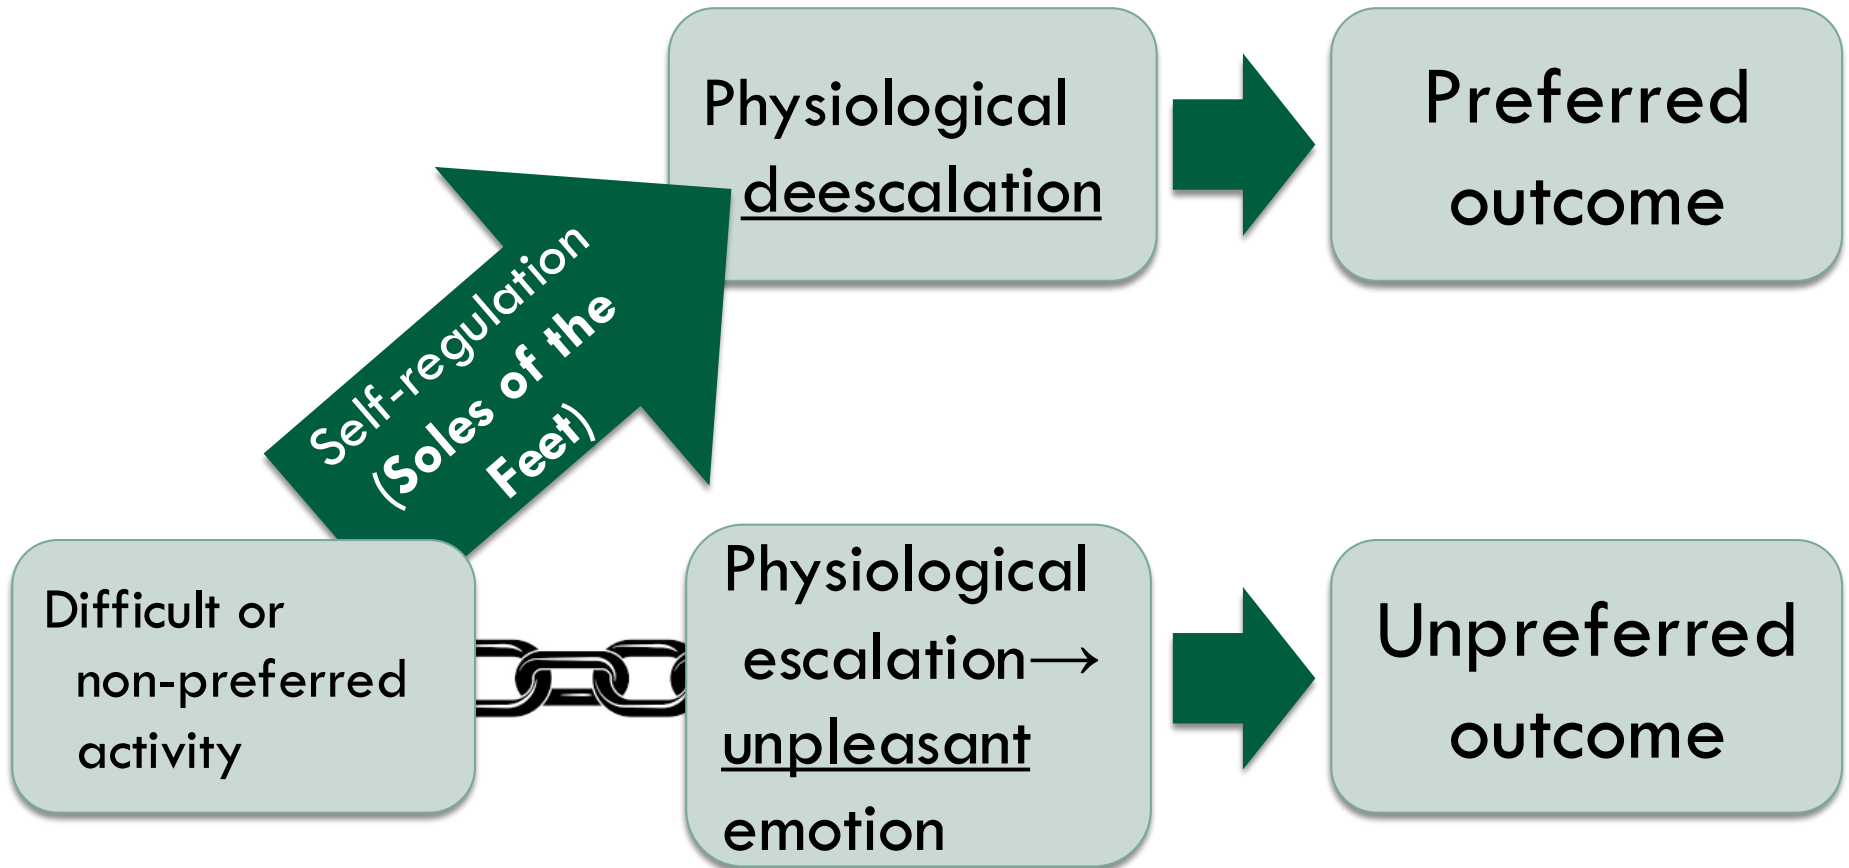 Physiological
deescalation
Preferred
outcome
Self-regulation
(Soles of the
Feet)
Difficult or
non-preferred
activity
Physiological
escalation→
unpleasant
emotion
Unpreferred
outcome